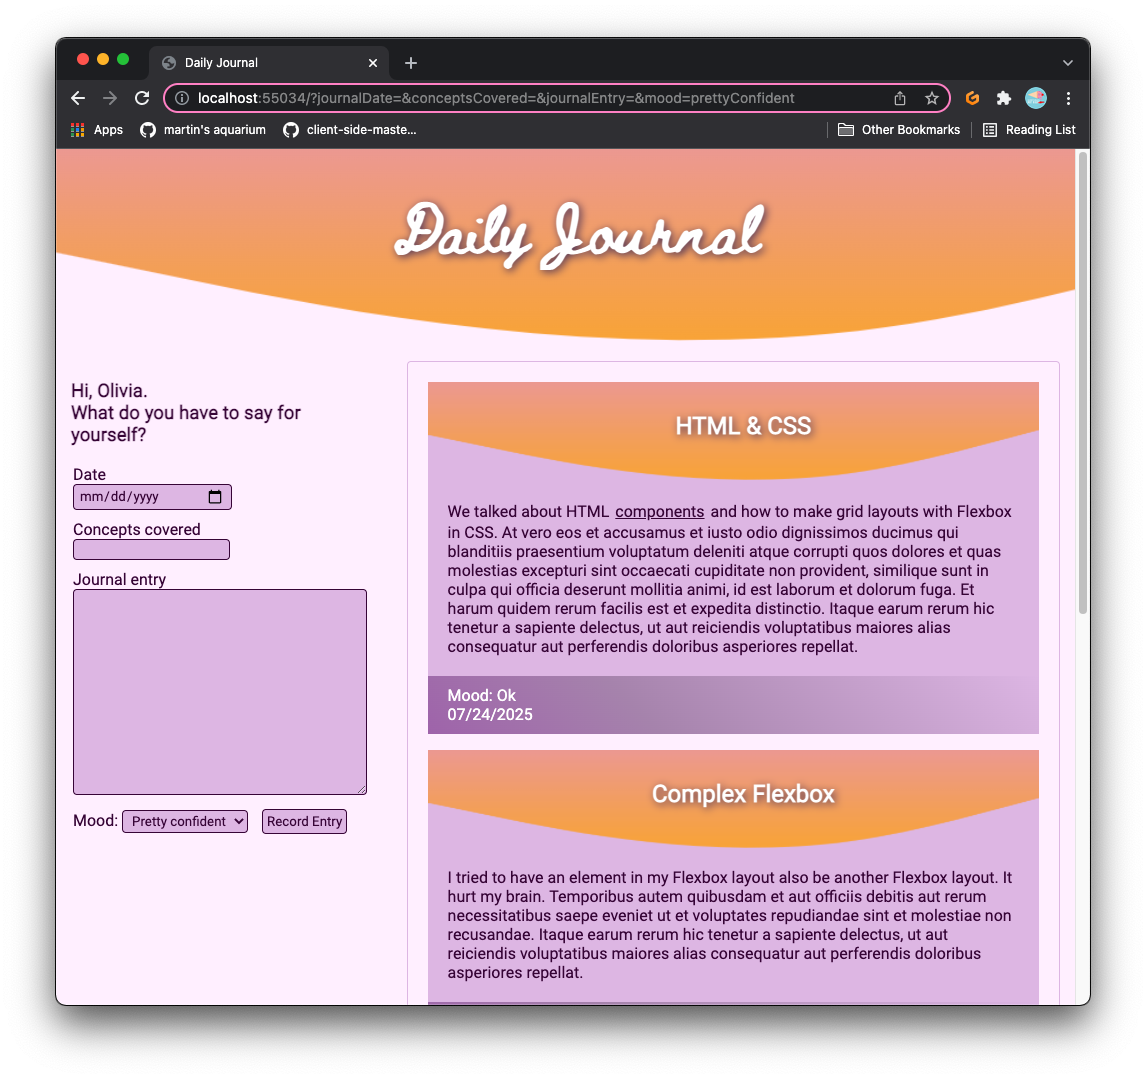 Daily Journal
localhost:55034/?journalDate=&conceptsCovered=&journalEntry=&mood=prettyConfident
Apps
martin's aquarium
client-side-maste...
Other Bookmarks
Reading List
Daily Journal
Hi, Olivia.
What do you have to say for
yourself?
Date
mm/dd/yyyy
Concepts covered
Journal entry
Mood: Pretty confident
Record Entry
HTML & CSS
We talked about HTML components and how to make grid layouts with Flexbox
in CSS. At vero eos et accusamus et iusto odio dignissimos ducimus qui
blanditiis praesentium voluptatum deleniti atque corrupti quos dolores et quas
molestias excepturi sint occaecati cupiditate non provident, similique sunt in
culpa qui officia deserunt mollitia animi, id est laborum et dolorum fuga. Et
harum quidem rerum facilis est et expedita distinctio. Itaque earum rerum hic
tenetur a sapiente delectus, ut aut reiciendis voluptatibus maiores alias
consequatur aut perferendis doloribus asperiores repellat.
Mood: Ok
07/24/2025
Complex Flexbox
I tried to have an element in my Flexbox layout also be another Flexbox layout. It
hurt my brain. Temporibus autem quibusdam et aut officiis debitis aut rerum
necessitatibus saepe eveniet ut et voluptates repudiandae sint et molestiae non
recusandae. Itaque earum rerum hic tenetur a sapiente delectus, ut aut
reiciendis voluptatibus maiores alias consequatur aut perferendis doloribus
asperiores repellat.